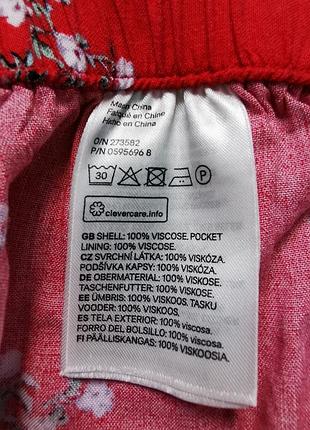 Made in China
Fabriqué en Chine
Hecho en China
O/N 273582
P/N 0595696 8
30 P
clevercare.info
GB SHELL: 100% VISCOSE. POCKET
LINING: 100% VISCOSE.
CZ SVRCHNÍ LÁTKA: 100% VISKÓZA.
PODŠÍVKA KAPSY: 100% VISKÓZA.
DE OBERMATERIAL: 100% VISKOSE.
TASCHENFUTTER: 100% VISKOSE.
EE ÜMBRIS: 100% VISKOOS. TASKU
VOODER: 100% VISKOOS.
ES TELA EXTERIOR: 100% viscosa.
FORRO DEL BOLSILLO: 100% viscosa.
FI PÄÄLLISKANGAS: 100% VISKOOSIA.